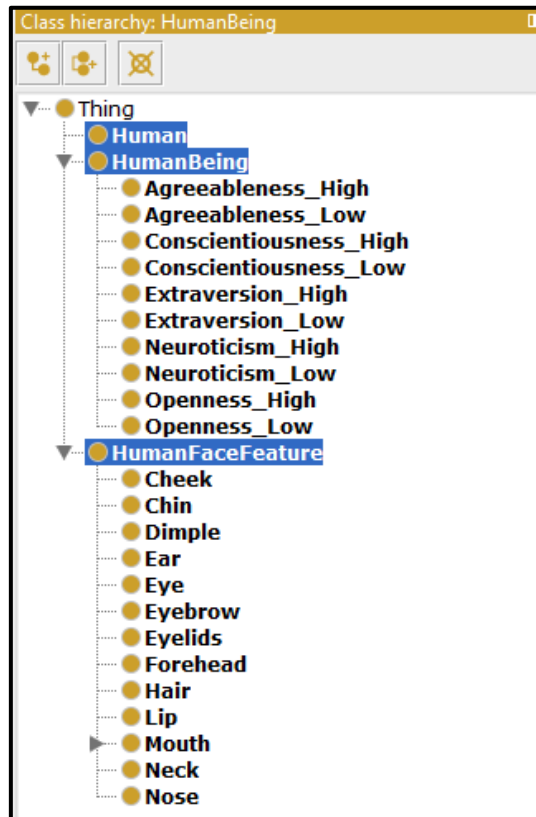 Class hierarchy: HumanBeing
Thing
Human
HumanBeing
Agreeableness_High
Agreeableness_Low
Conscientiousness_High
Conscientiousness_Low
Extraversion_High
Extraversion_Low
Neuroticism_High
Neuroticism_Low
Openness_High
Openness_Low
HumanFaceFeature
Cheek
Chin
Dimple
Ear
Eye
Eyebrow
Eyelids
Forehead
Hair
Lip
Mouth
Neck
Nose